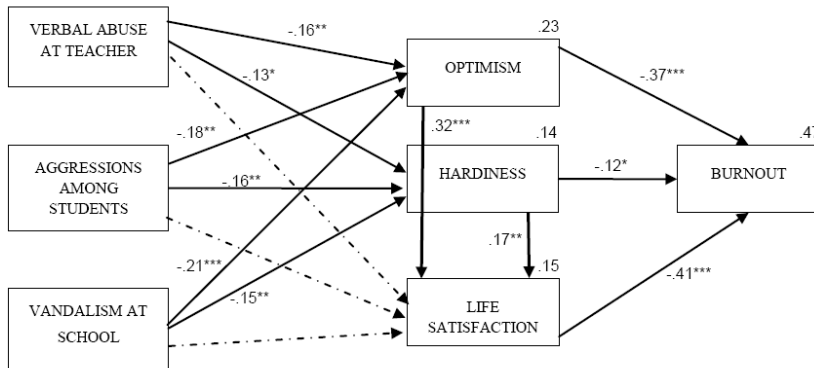 VERBAL ABUSE
AT TEACHER
-.16**
.23
OPTIMISM
-.13*
-.37***
-.18**
.32***
.14
.47
AGGRESSIONS
AMONG
STUDENTS
-.16**
HARDINESS
-.12*
BURNOUT
-.21***
.17**
-.15**
.15
-.41***
VANDALISM AT
SCHOOL
LIFE
SATISFACTION